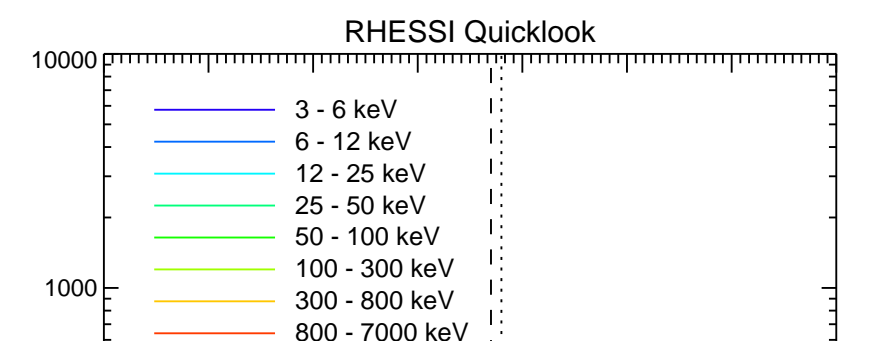 RHESSI Quicklook
10000
3 - 6 keV
6 - 12 keV
12 - 25 keV
25 - 50 keV
50 - 100 keV
100 - 300 keV
1000
300 - 800 keV
800 - 7000 keV